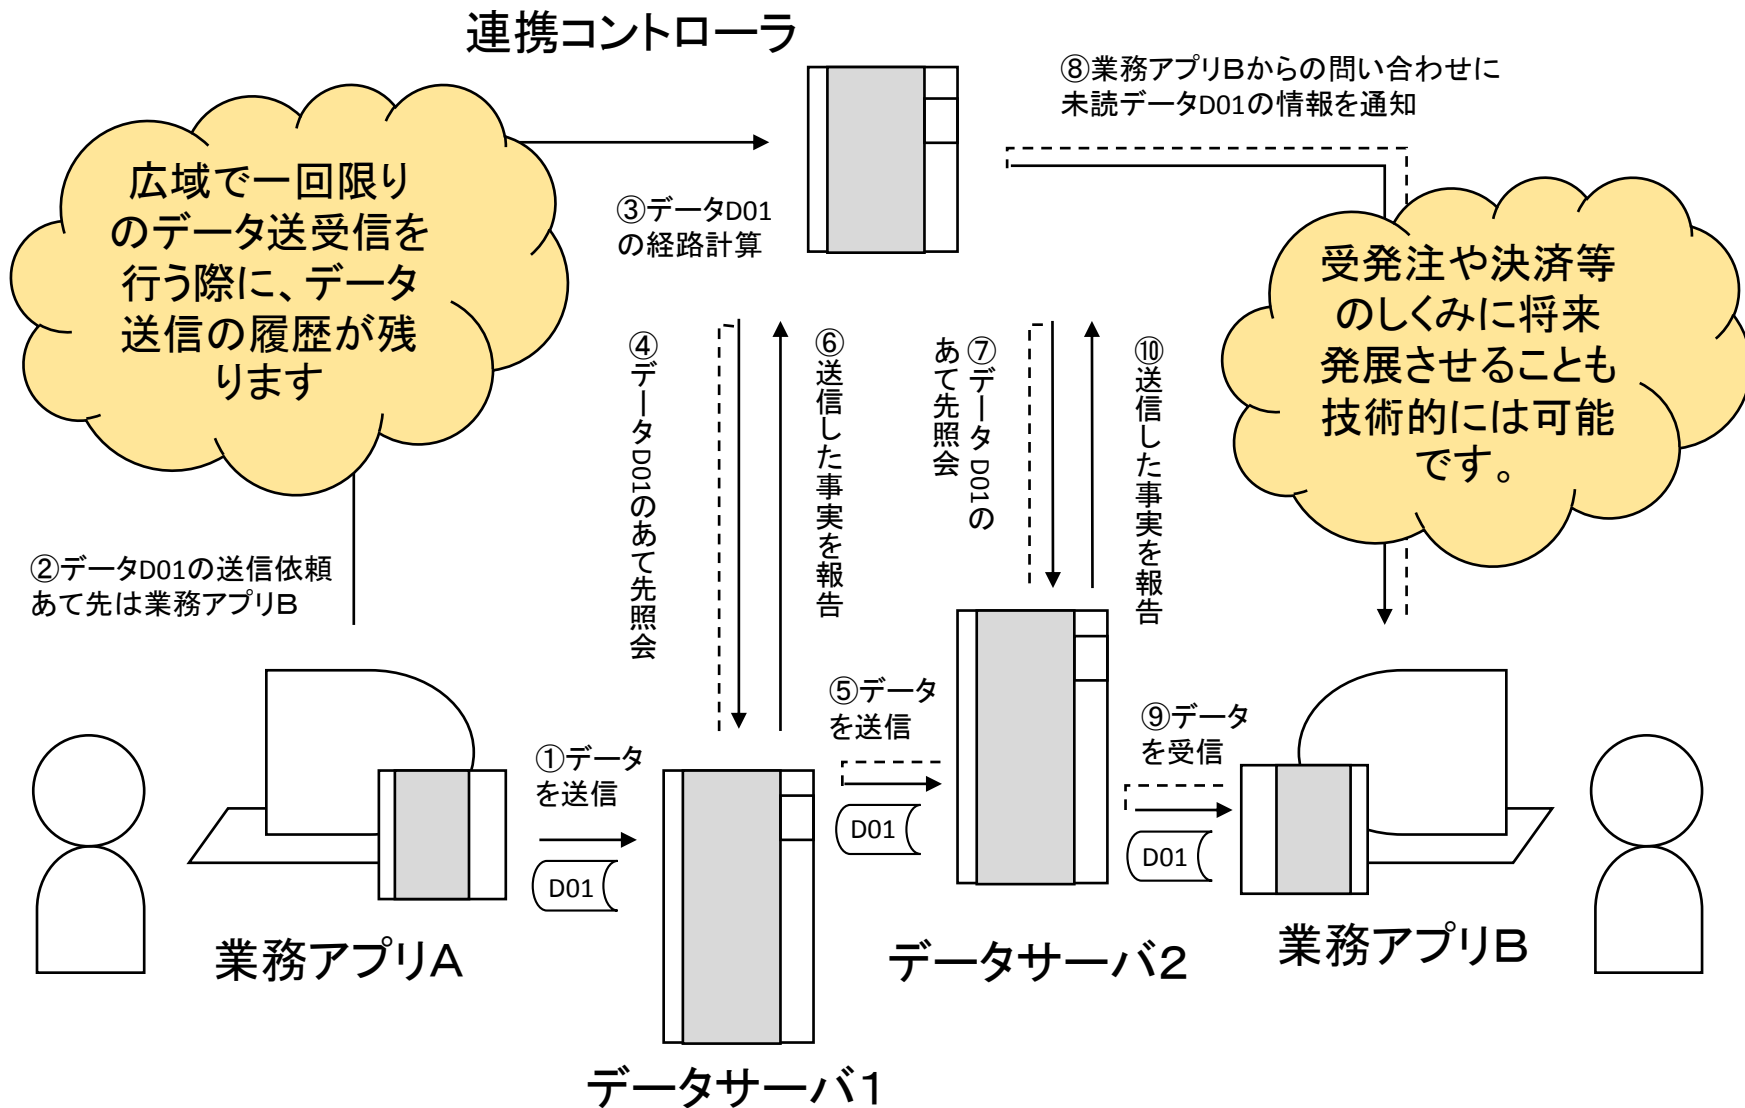 連携コントローラ
⑧業務アプリBからの問い合わせに
未読データD01の情報を通知
広域で一回限り
のデータ送受信を
行う際に、データ
送信の履歴が残
ります
③データD01
の経路計算
受発注や決済等
のしくみに将来
発展させることも
技術的には可能
です。
④データD01のあて先照会
⑥送信した事実を報告
⑦データD01の
あて先照会
⑩送信した事実を報告
②データD01の送信依頼
あて先は業務アプリB
①データ
を送信
D01
⑤データ
を送信
D01
⑨データ
を受信
D01
業務アプリA
データサーバ1
データサーバ2
業務アプリB